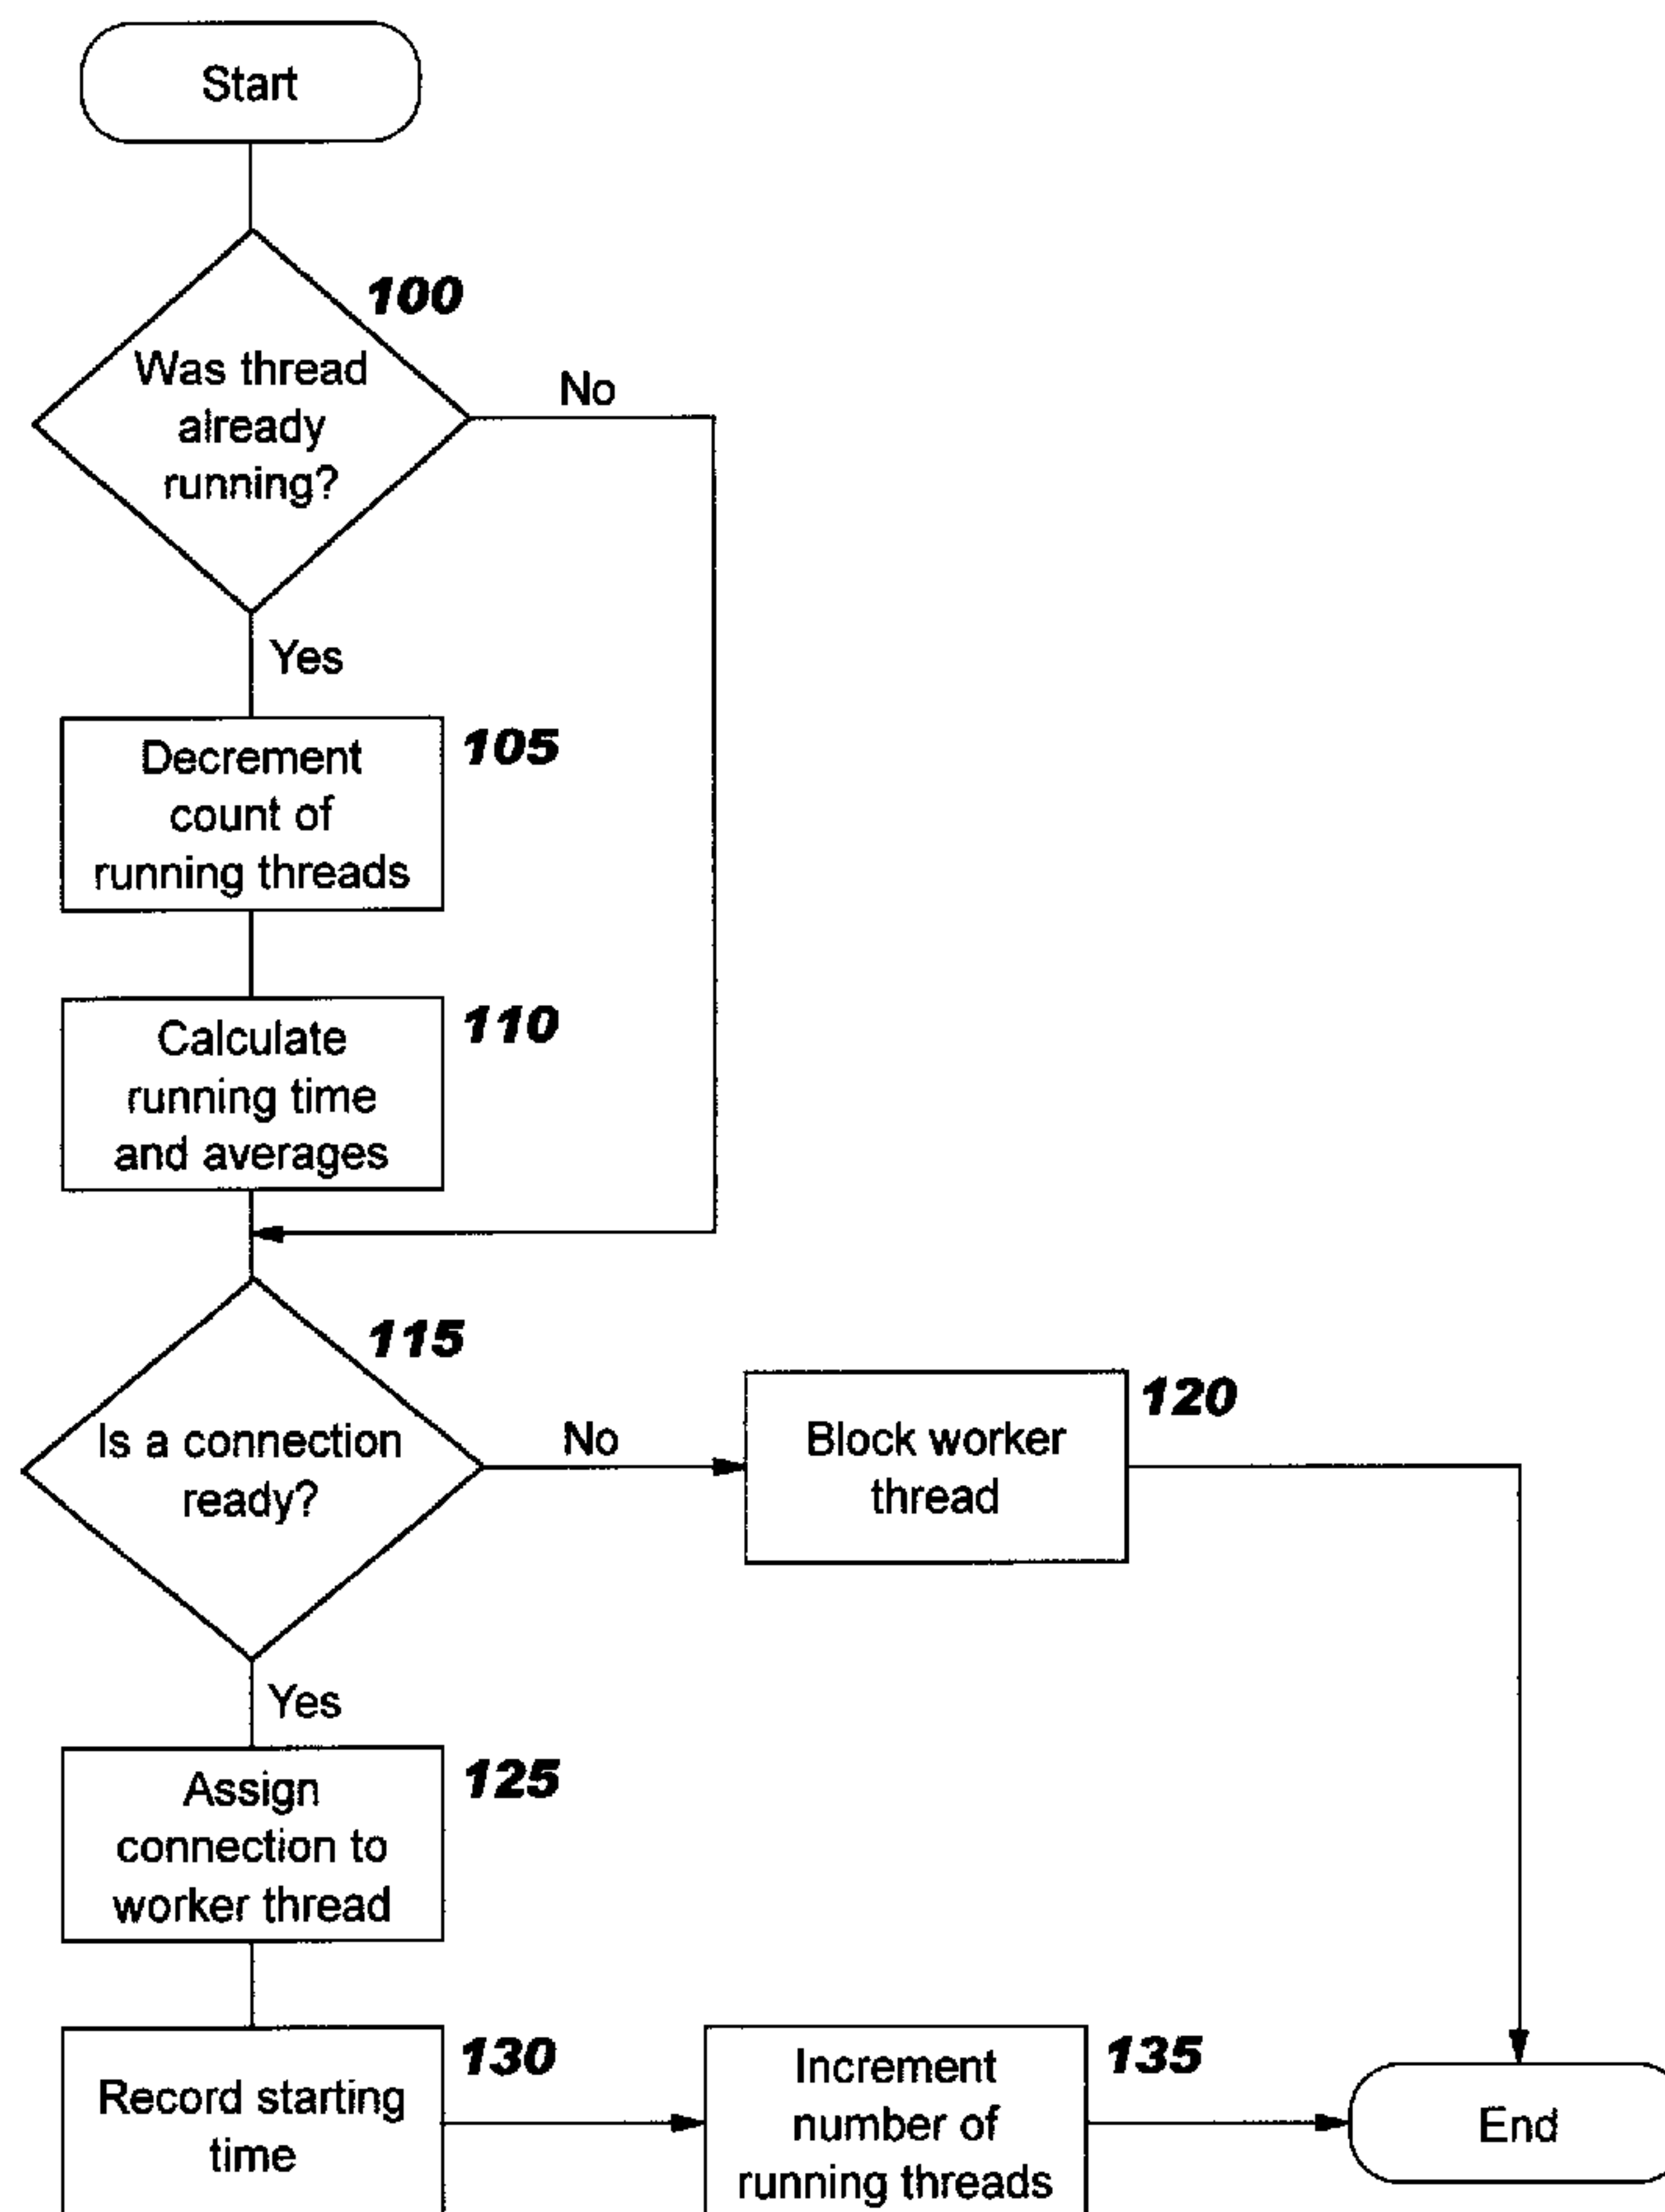 Start
100
Was thread
already
running?
No
Yes
Decrement
count of
running threads
105
Calculate
running time
and averages
110
115
Is a connection
ready?
No
Block worker
thread
120
Yes
Assign
connection to
worker thread
125
Record starting
time
130
Increment
number of
running threads
135
End